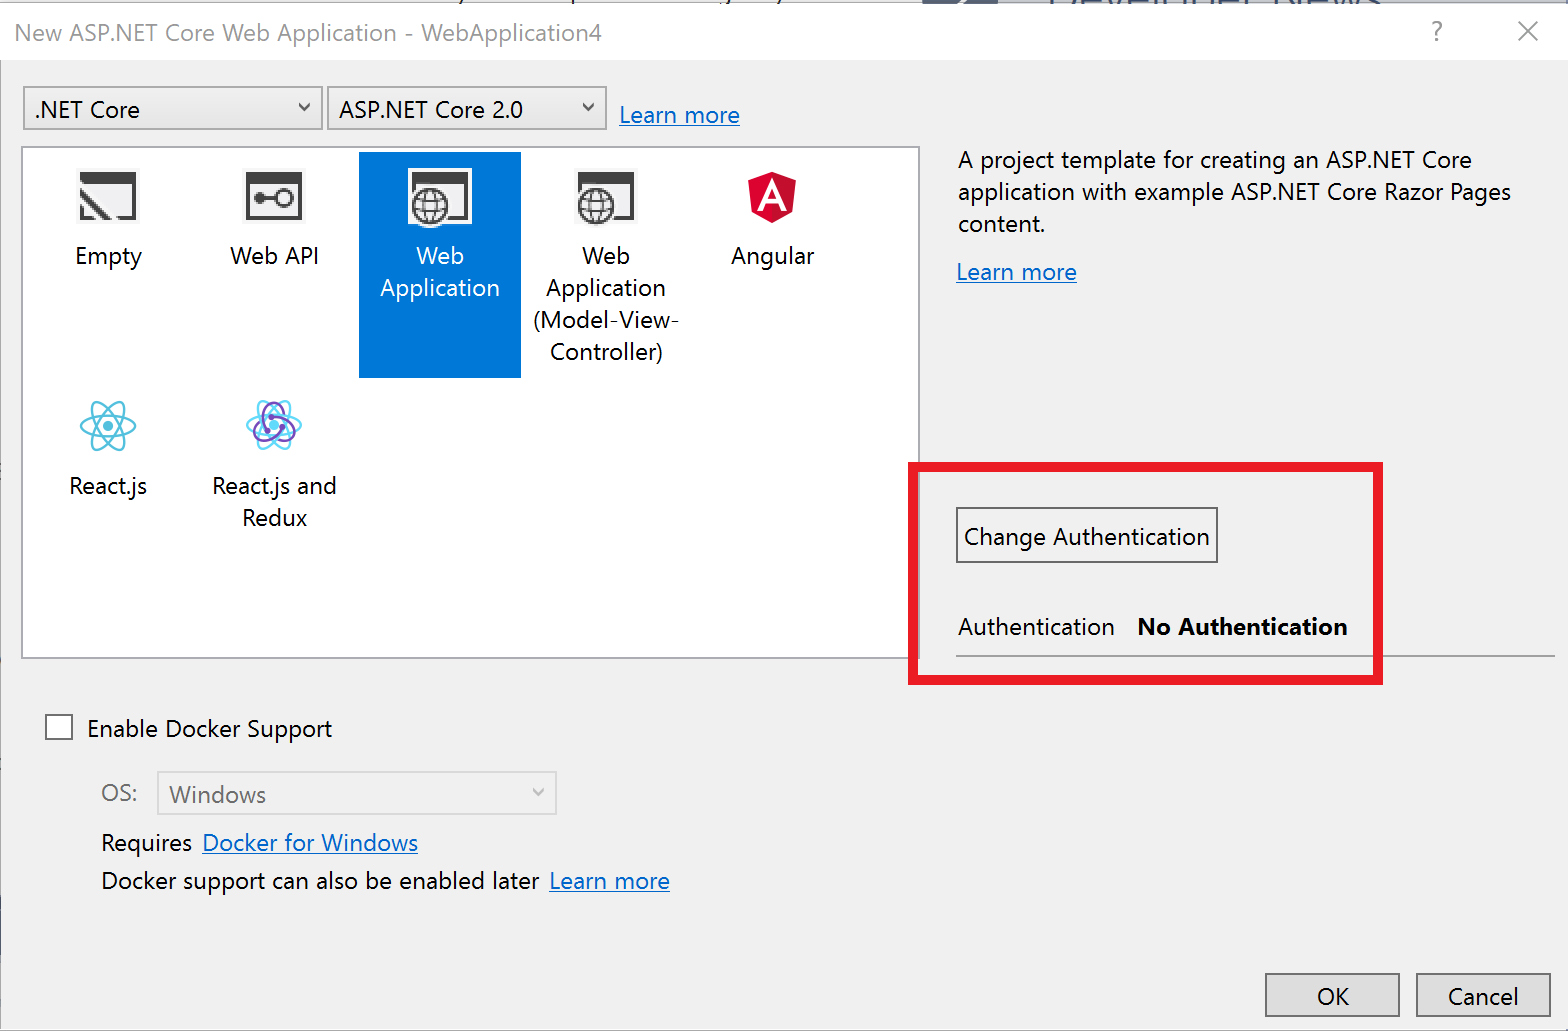 New ASP.NET Core Web Application - WebApplication4
?
.NET Core
ASP.NET Core 2.0
Learn more
Empty
Web API
Web
Application
Web
Application
(Model-View-
Controller)
Angular
React.js
React.js and
Redux
A project template for creating an ASP.NET Core
application with example ASP.NET Core Razor Pages
content.
Learn more
Change Authentication
Authentication No Authentication
Enable Docker Support
OS: Windows
Requires Docker for Windows
Docker support can also be enabled later Learn more
OK
Cancel